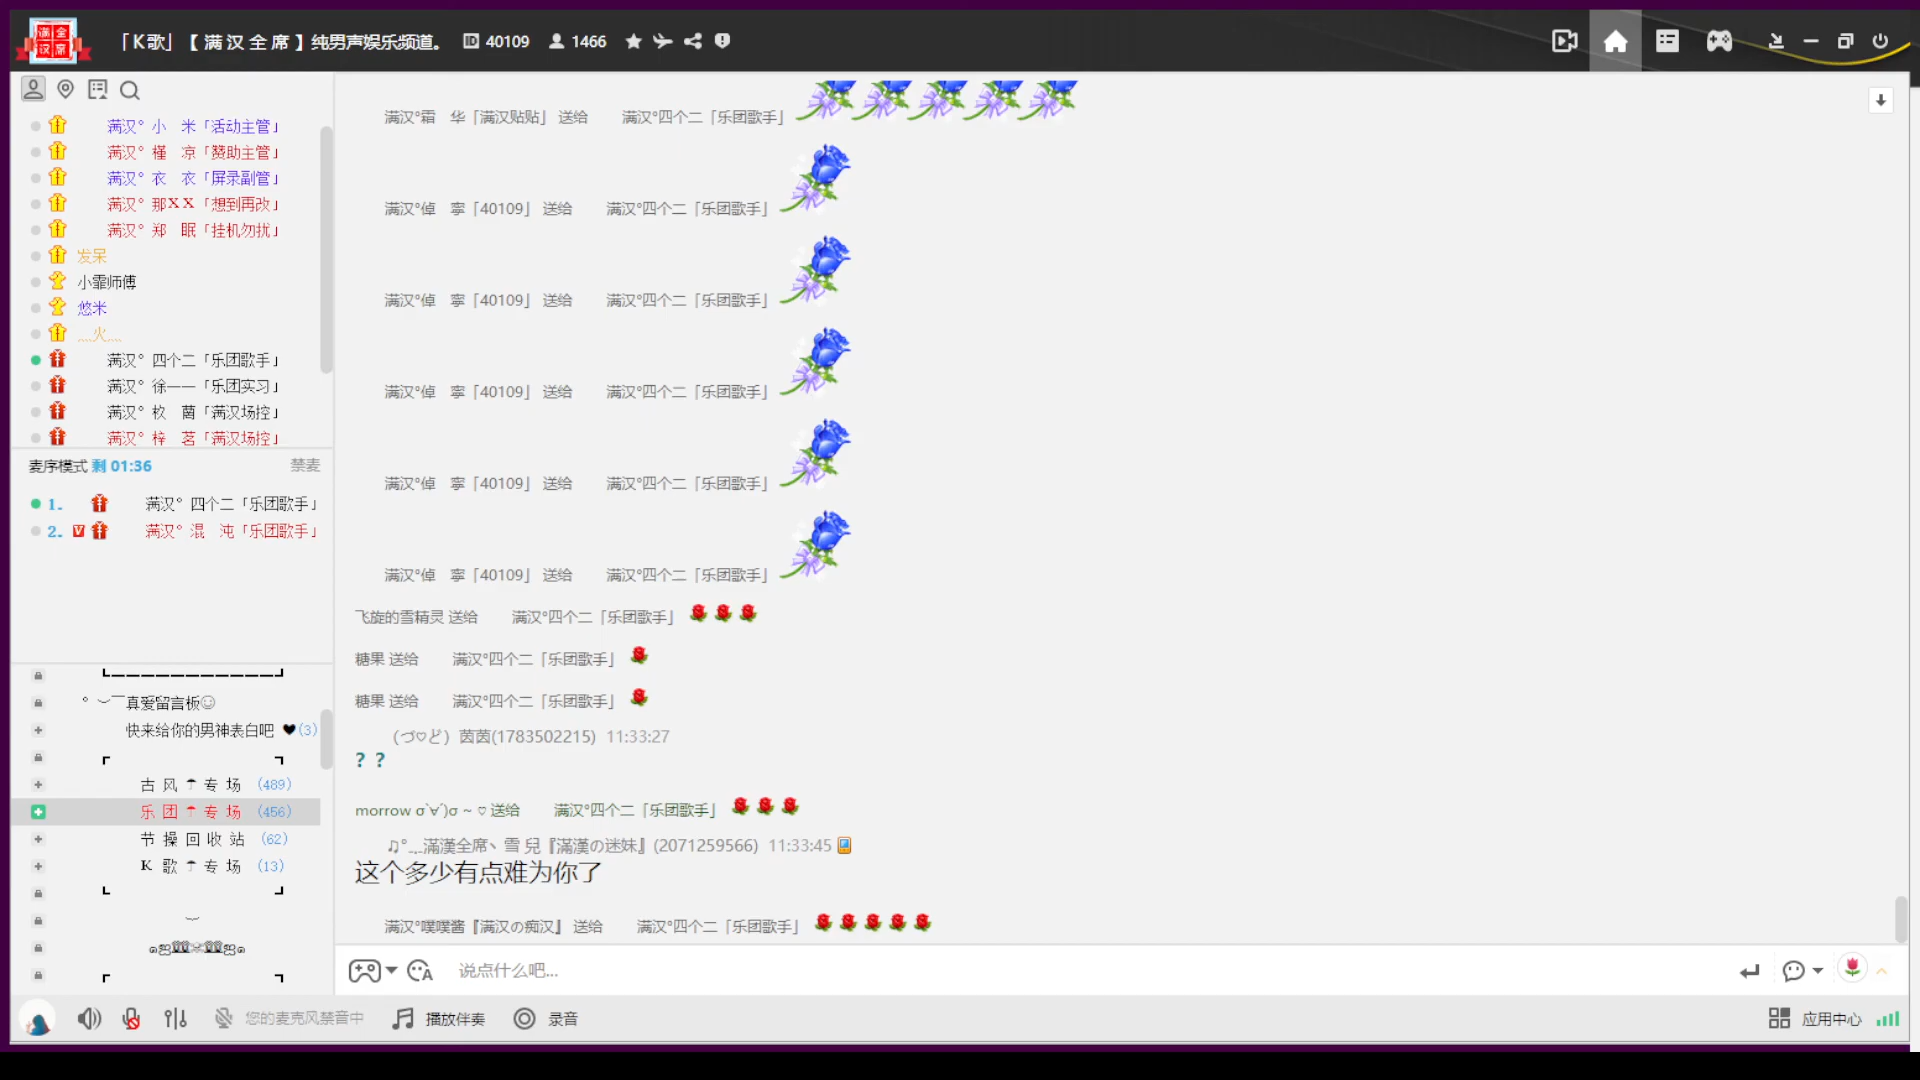 满全汉席 「K歌」【 满 汉 全 席 】纯男声娱乐频道。 ID 40109 1466
满汉° 小 米「活动主管」
满汉° 槿 凉「赞助主管」
满汉° 衣 衣「屏录副管」
满汉° 那X X「想到再改」
满汉° 郑 眠「挂机勿扰」
发呆
小霏师傅
悠米
﹏火﹏
满汉° 四个二「乐团歌手」
满汉° 徐一一「乐团实习」
满汉° 枚 菌「满汉场控」
满汉° 梓 茗「满汉场控」
麦序模式 剩 01:36 禁麦
1. 满汉° 四个二「乐团歌手」
2. V 满汉° 混 沌「乐团歌手」
° ︶￣真爱留言板☺
快来给你的男神表白吧 ♥(3)
古 风 ☂ 专 场 (489)
乐 团 ☂ 专 场 (456)
节 操 回 收 站 (62)
K 歌 ☂ 专 场 (13)
满汉°霜 华「满汉贴贴」 送给 满汉°四个二「乐团歌手」
满汉°倬 寧「40109」 送给 满汉°四个二「乐团歌手」
满汉°倬 寧「40109」 送给 满汉°四个二「乐团歌手」
满汉°倬 寧「40109」 送给 满汉°四个二「乐团歌手」
满汉°倬 寧「40109」 送给 满汉°四个二「乐团歌手」
满汉°倬 寧「40109」 送给 满汉°四个二「乐团歌手」
飞旋的雪精灵 送给 满汉°四个二「乐团歌手」
糖果 送给 满汉°四个二「乐团歌手」
糖果 送给 满汉°四个二「乐团歌手」
(づ♡ど) 茵茵(1783502215) 11:33:27
? ?
morrow σ`∀´)σ ~ ♡ 送给 满汉°四个二「乐团歌手」
♫°﹎滿漢全席丶雪 兒『滿漢の迷妹』(2071259566) 11:33:45
这个多少有点难为你了
满汉°噗噗酱『满汉の痴汉』 送给 满汉°四个二「乐团歌手」
说点什么吧...
您的麦克风禁音中 播放伴奏 录音 应用中心